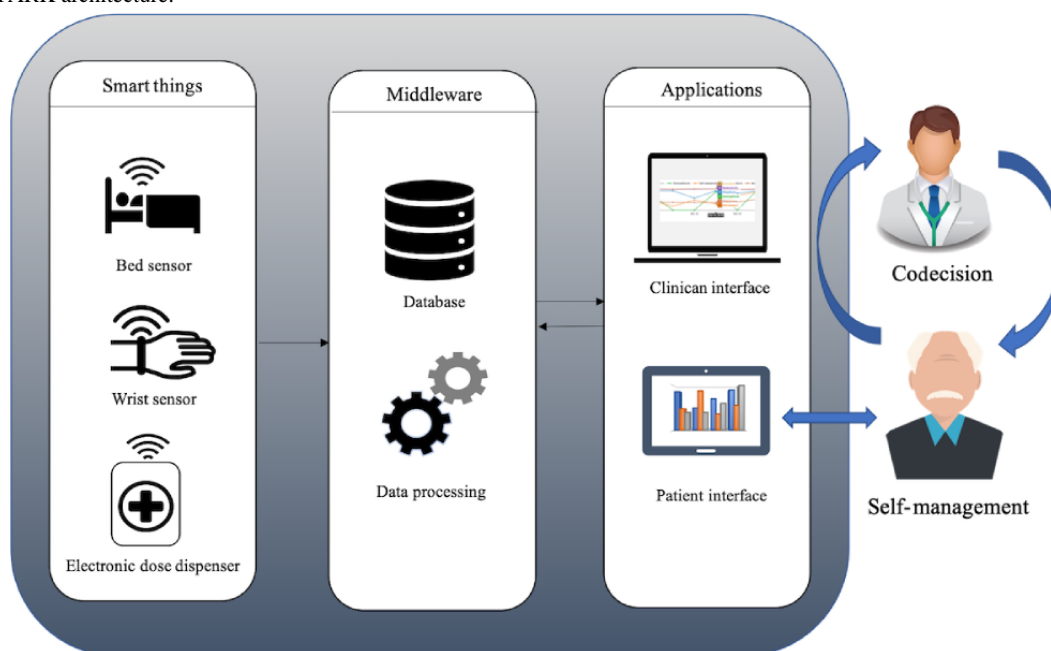 architecture.
Smart things
Bed sensor
Wrist sensor
Electronic dose dispenser
Middleware
Database
Data processing
Applications
Clinican interface
Patient interface
Codecision
Self-management